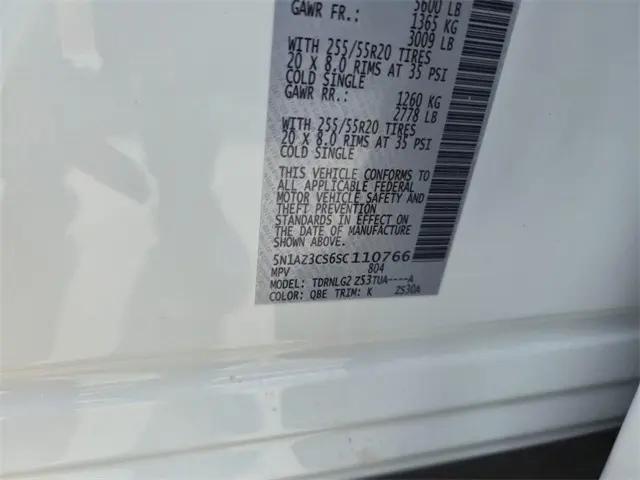 5600 LB
GAWR FR.: 1365 KG
3009 LB
WITH 255/55R20 TIRES
20 X 8.0 RIMS AT 35 PSI
COLD SINGLE
GAWR RR.: 1260 KG
2778 LB
WITH 255/55R20 TIRES
20 X 8.0 RIMS AT 35 PSI
COLD SINGLE
THIS VEHICLE CONFORMS TO
ALL APPLICABLE FEDERAL
MOTOR VEHICLE SAFETY AND
THEFT PREVENTION
STANDARDS IN EFFECT ON
THE DATE OF MANUFACTURE
SHOWN ABOVE.
5N1AZ3CS6SC110766
MPV 804
MODEL: TDRNLG2 Z53TUA----A
COLOR: QBE TRIM: K ZS30A